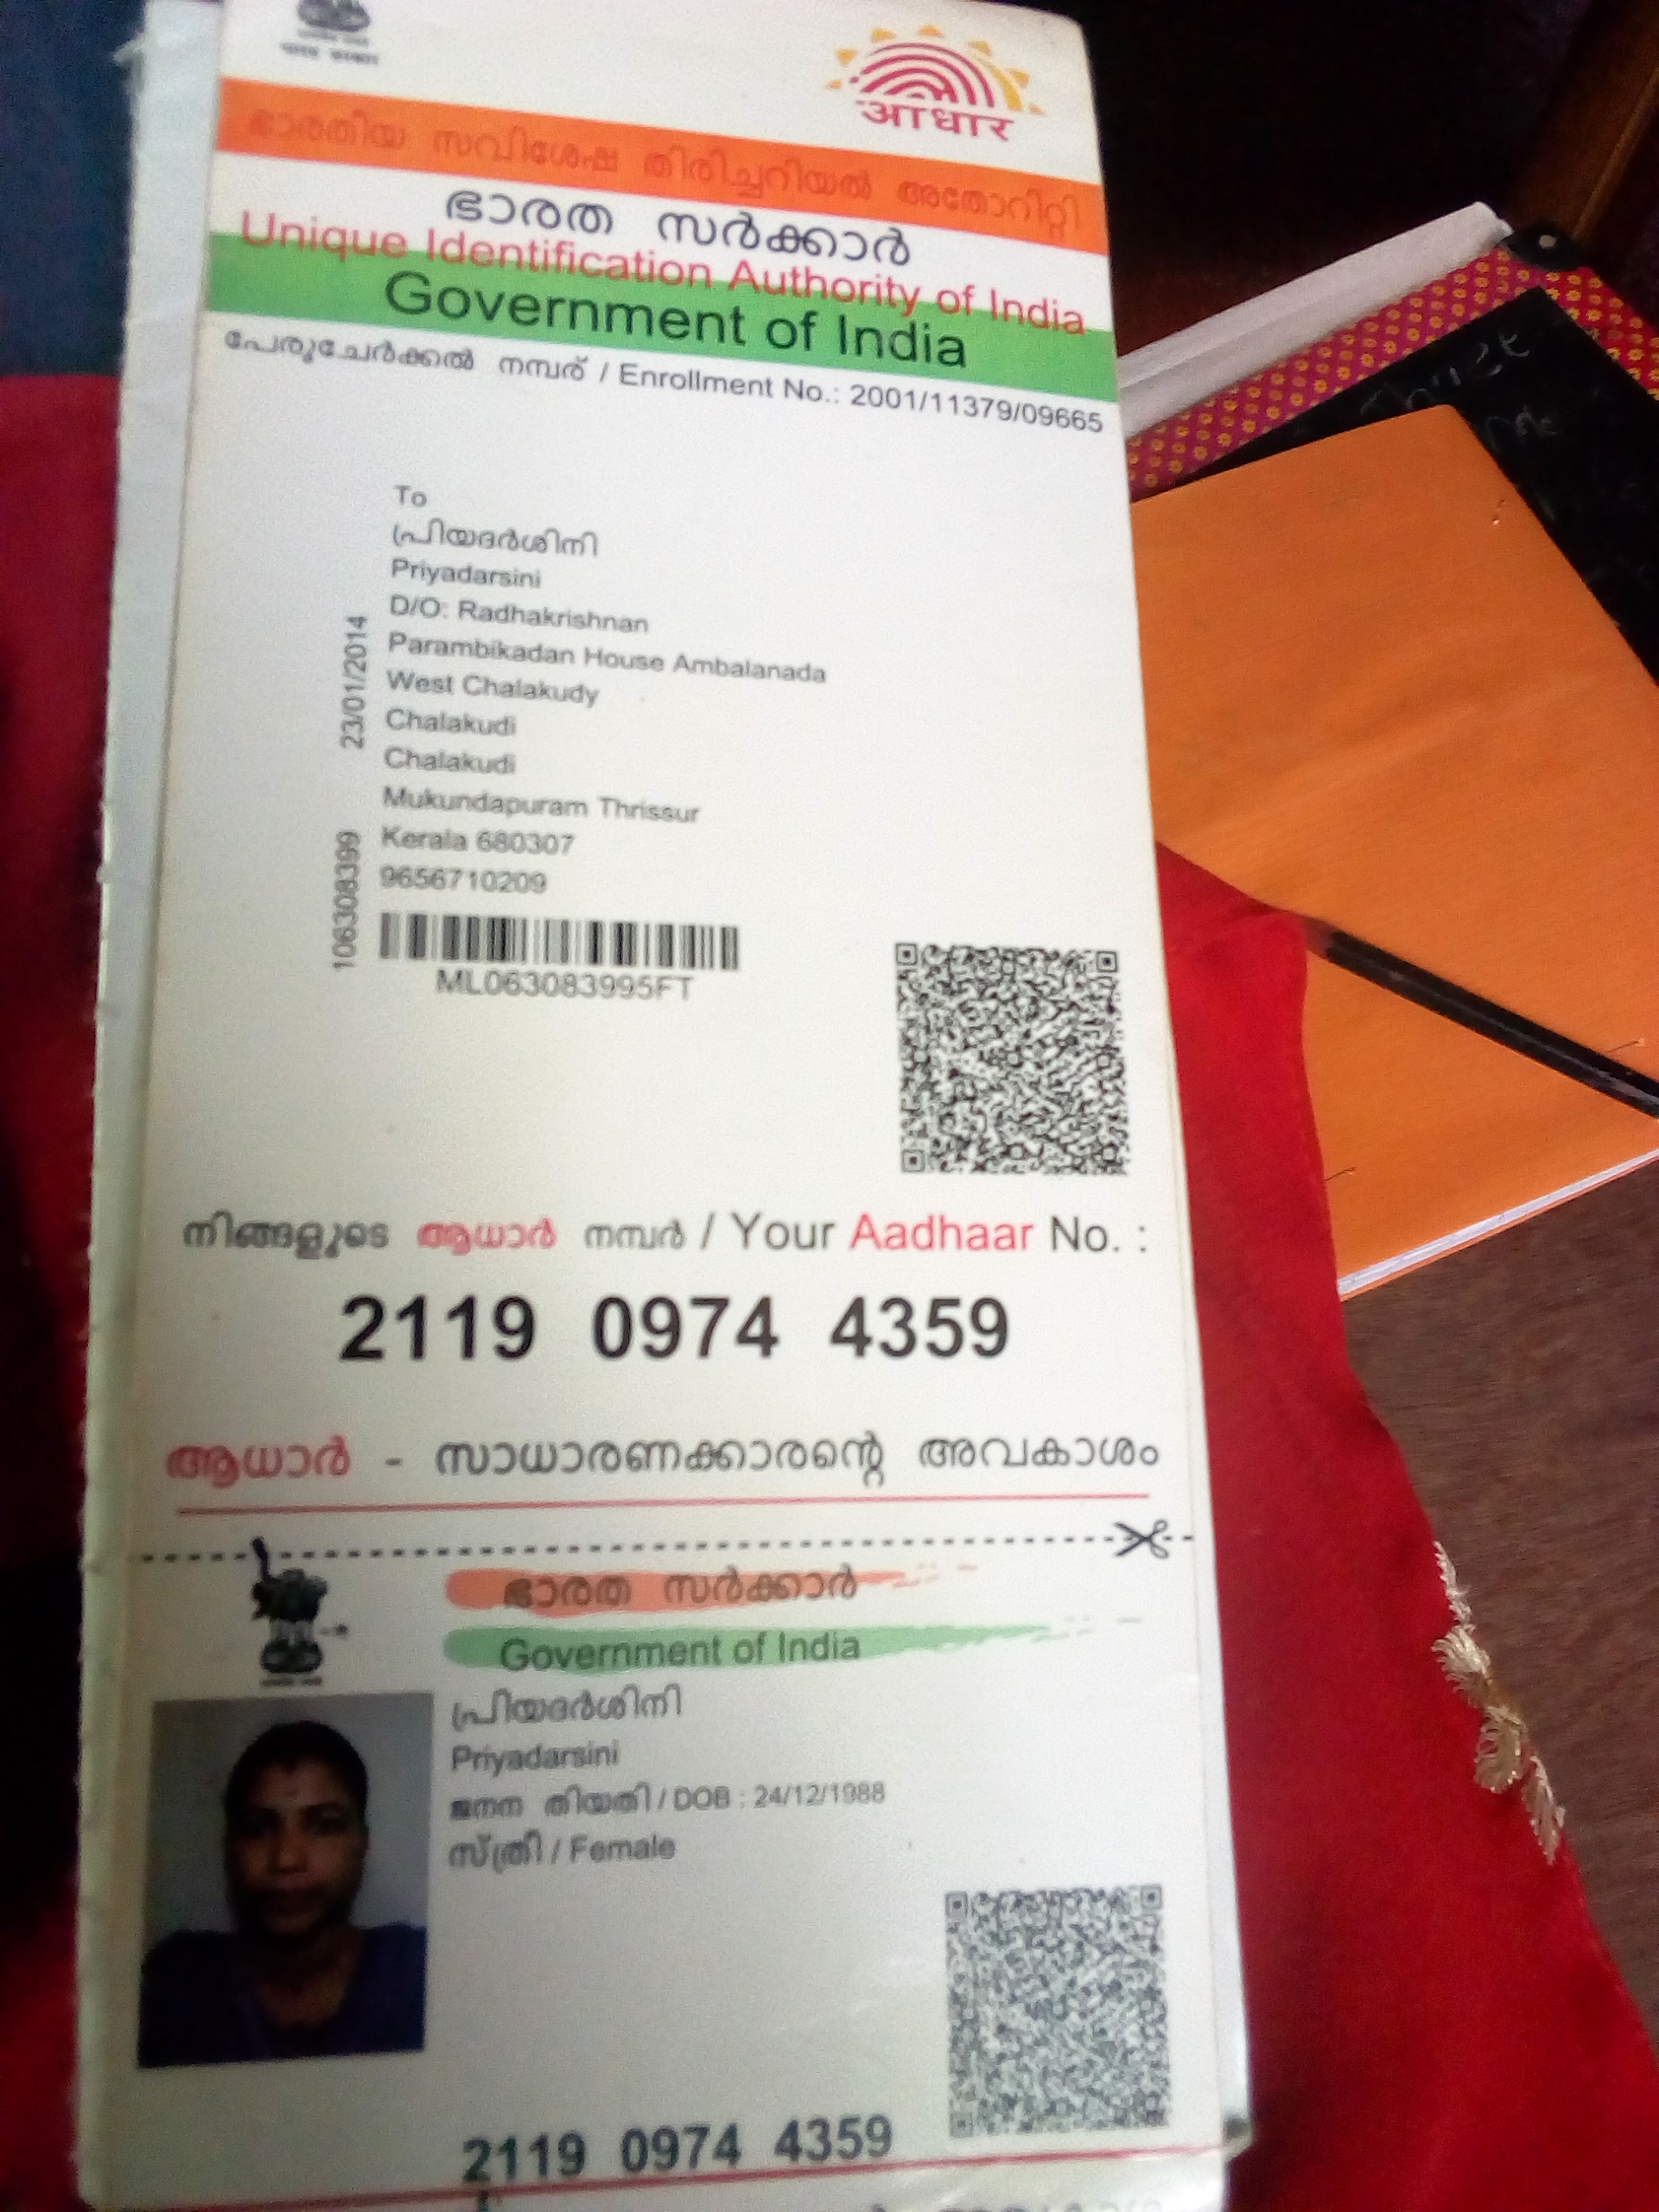 भारत सरकार
आधार
ഭാരതീയ സവിശേഷ തിരിച്ചറിയൽ അതോറിറ്റി
ഭാരത സർക്കാർ
Unique Identification Authority of India
Government of India
പേരുചേർക്കൽ നമ്പര് / Enrollment No.: 2001/11379/09665
To
പ്രിയദർശിനി
Priyadarsini
D/O: Radhakrishnan
Parambikadan House Ambalanada
West Chalakudy
Chalakudi
Chalakudi
Mukundapuram Thrissur
Kerala 680307
9656710209
23/01/2014
106308399
ML063083995FT
നിങ്ങളുടെ ആധാർ നമ്പർ / Your Aadhaar No. :
2119 0974 4359
ആധാർ - സാധാരണക്കാരന്റെ അവകാശം
ഭാരത സർക്കാർ
Government of India
പ്രിയദർശിനി
Priyadarsini
ജനന തിയതി / DOB : 24/12/1988
സ്ത്രീ / Female
2119 0974 4359